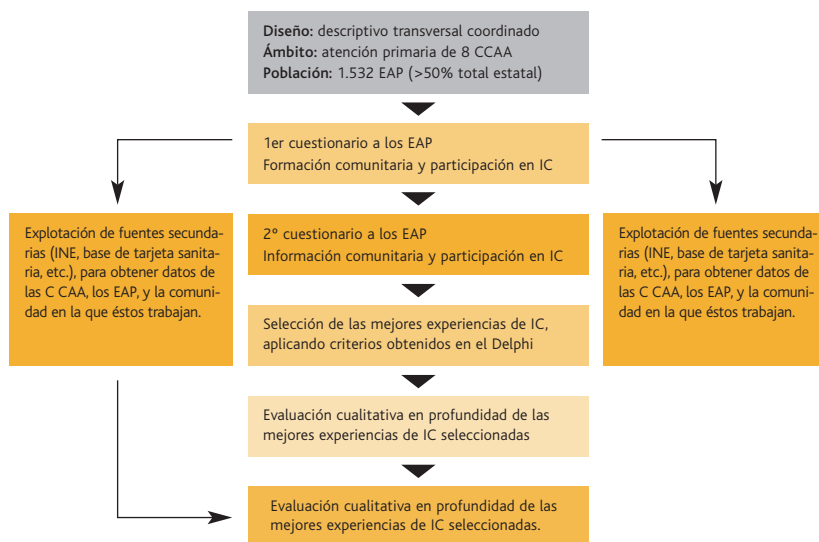 Diseño: descriptivo transversal coordinado
Ámbito: atención primaria de 8 CCAA
Población: 1.532 EAP (>50% total estatal)
1er cuestionario a los EAP
Formación comunitaria y participación en IC
Explotación de fuentes secunda-
rias (INE, base de tarjeta sanita-
ria, etc.), para obtener datos de
las C CAA, los EAP, y la comuni-
dad en la que éstos trabajan.
2º cuestionario a los EAP
Información comunitaria y participación en IC
Explotación de fuentes secunda-
rias (INE, base de tarjeta sanita-
ria, etc.), para obtener datos de
las C CAA, los EAP, y la comuni-
dad en la que éstos trabajan.
Selección de las mejores experiencias de IC,
aplicando criterios obtenidos en el Delphi
Evaluación cualitativa en profundidad de las
mejores experiencias de IC seleccionadas
Evaluación cualitativa en profundidad de las
mejores experiencias de IC seleccionadas.